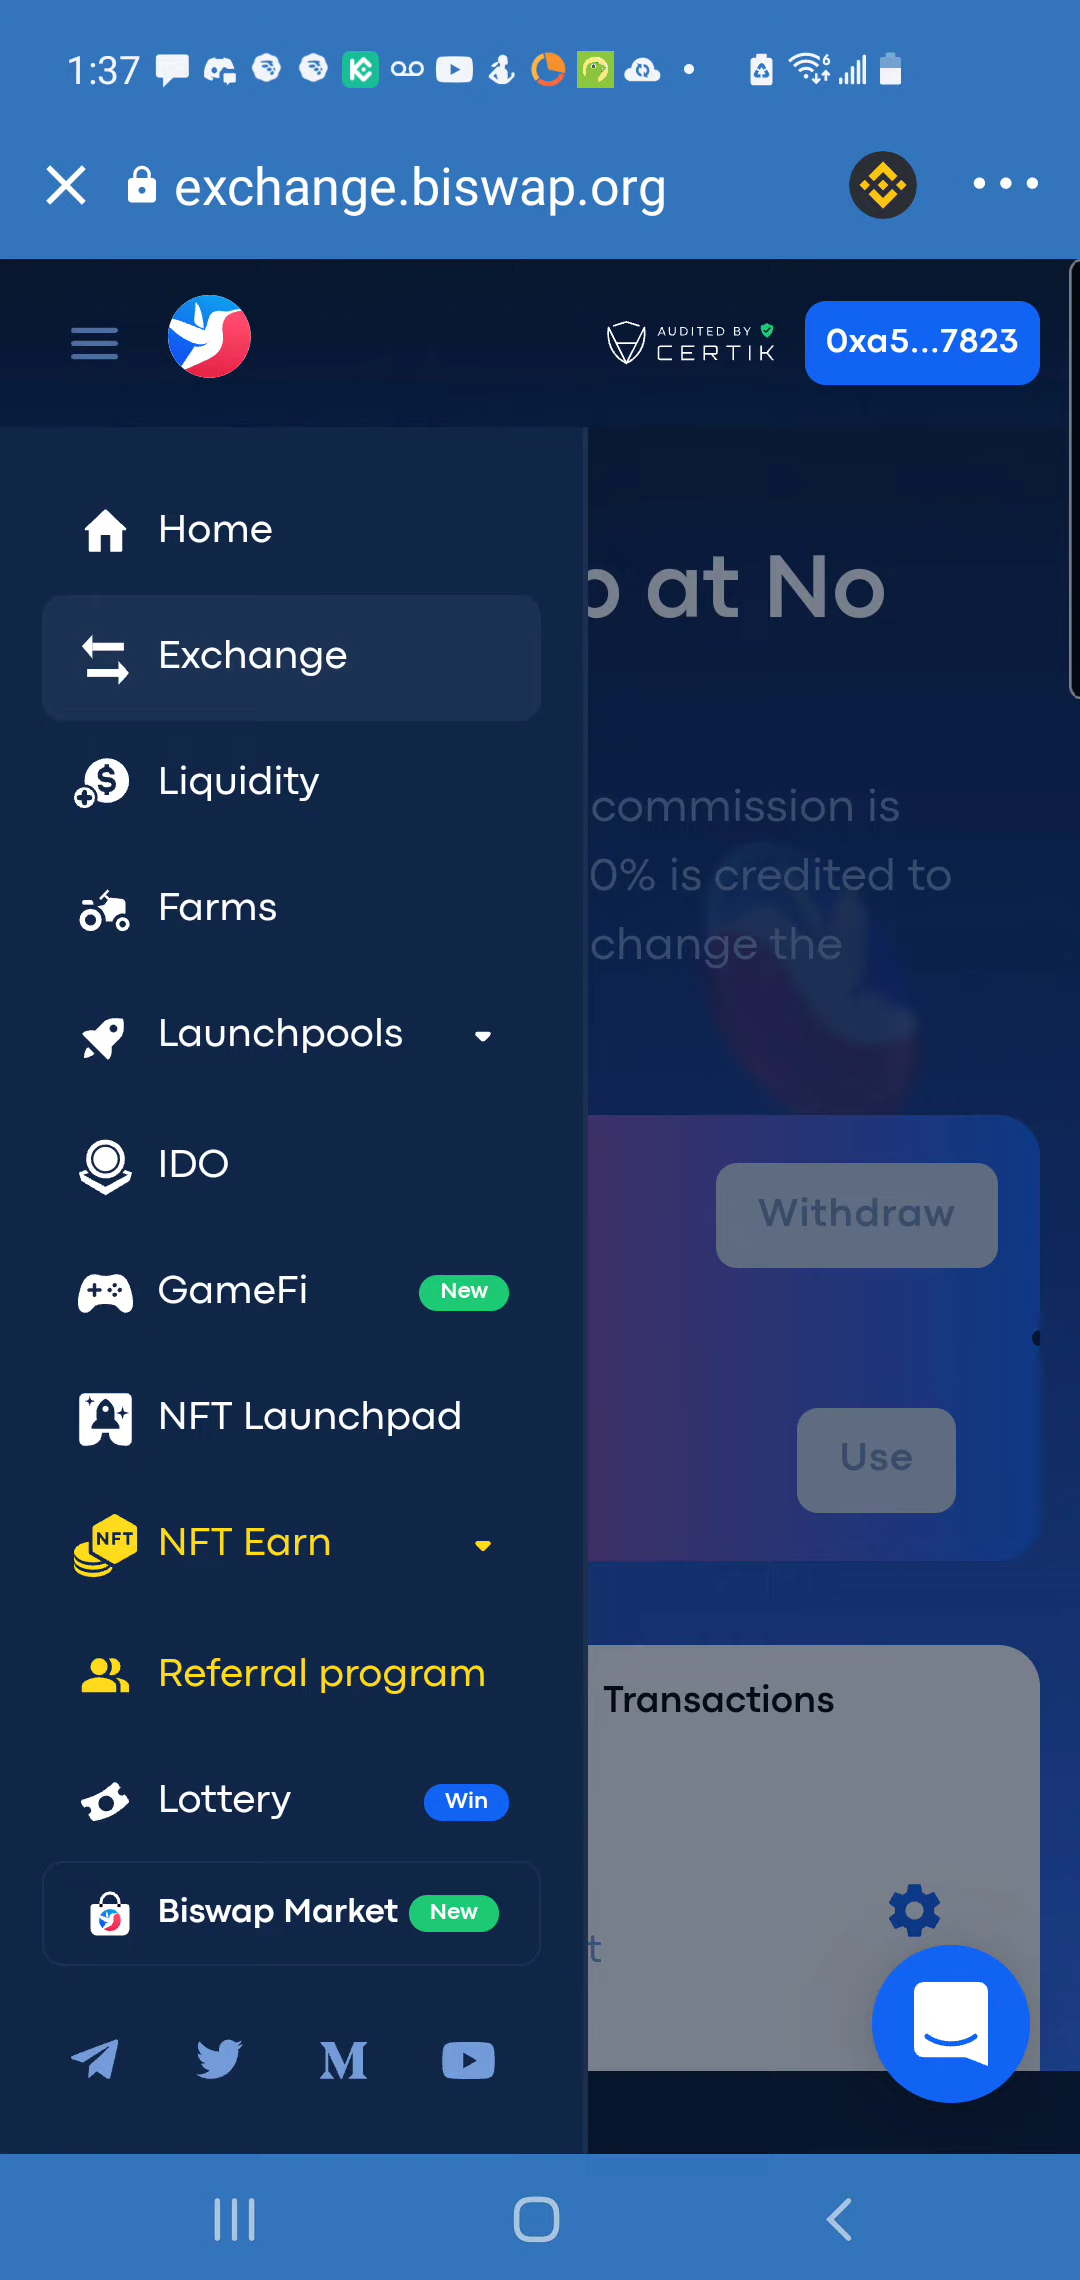 1:37
exchange.biswap.org
AUDITED BY
CERTIK
0xa5...7823
Home
at No
Exchange
Liquidity
commission is
0% is credited to
Farms
change the
Launchpools
IDO
Withdraw
GameFi New
NFT Launchpad
Use
NFT Earn
NFT
Referral program
Transactions
Lottery Win
Biswap Market New
t